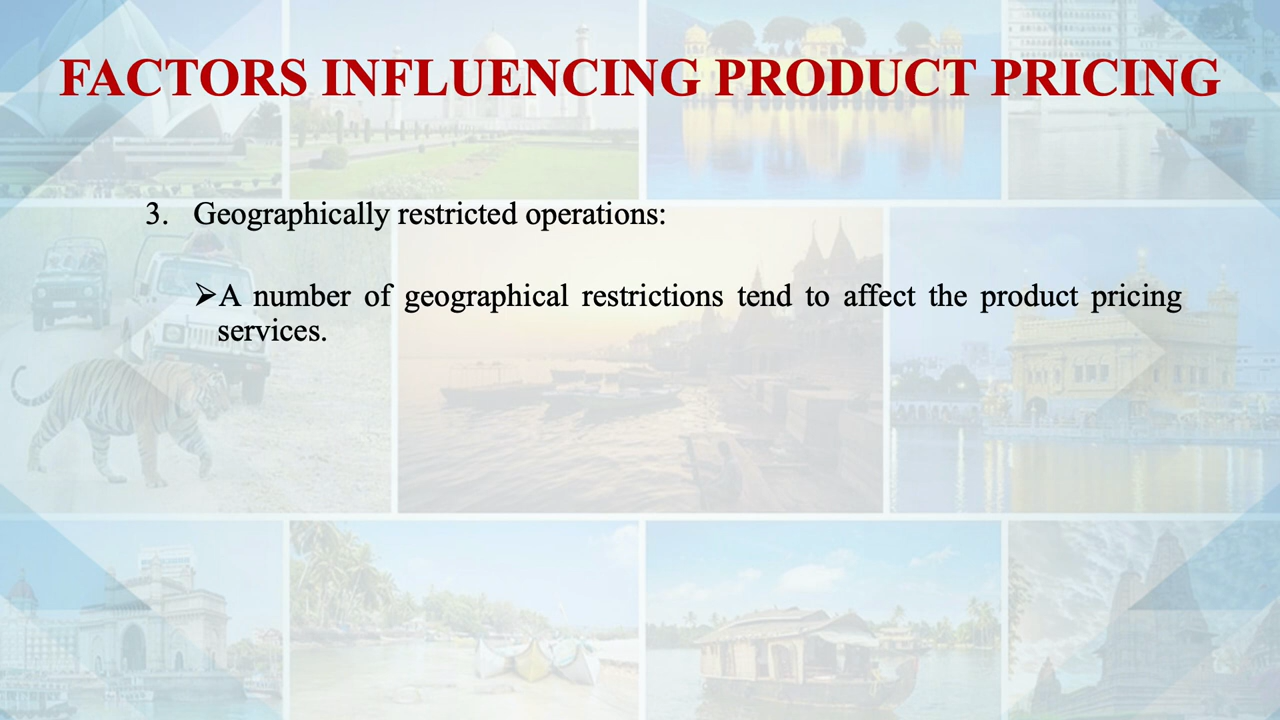 FACTORS INFLUENCING PRODUCT PRICING
3. Geographically restricted operations:
➢A number of geographical restrictions tend to affect the product pricing
services.